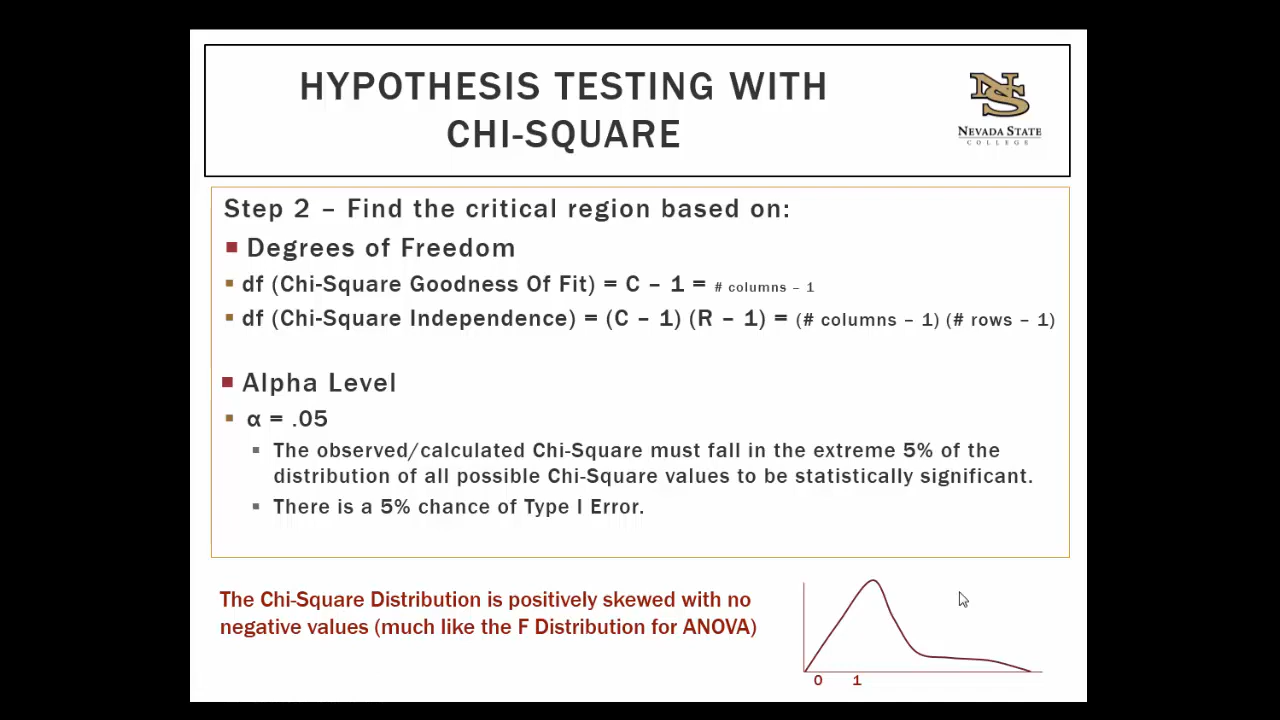 HYPOTHESIS TESTING WITH
CHI-SQUARE
NEVADA STATE
COLLEGE
Step 2 – Find the critical region based on:
Degrees of Freedom
df (Chi-Square Goodness Of Fit) = C – 1 = # columns – 1
df (Chi-Square Independence) = (C – 1) (R – 1) = (# columns – 1) (# rows – 1)
Alpha Level
α = .05
The observed/calculated Chi-Square must fall in the extreme 5% of the
distribution of all possible Chi-Square values to be statistically significant.
There is a 5% chance of Type I Error.
The Chi-Square Distribution is positively skewed with no
negative values (much like the F Distribution for ANOVA)
0 1